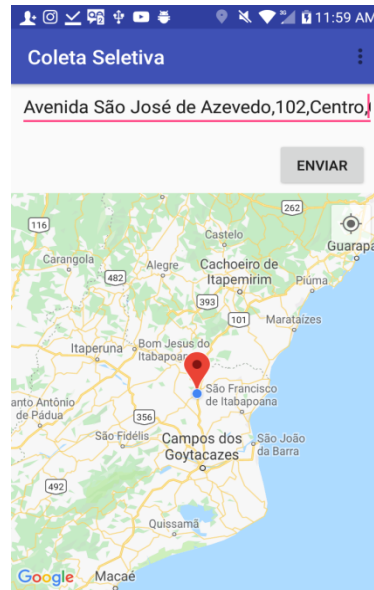 11:59 AM
Coleta Seletiva
Avenida São José de Azevedo,102,Centro,
ENVIAR
262
116
Castelo
Guarapa
Carangola
Alegre
Cachoeiro de
Itapemirim
482
Piúma
393
101
Marataízes
Itaperuna
Bom Jesus do
Itabapoana
São Francisco
de Itabapoana
anto Antônio
de Pádua
356
São Fidélis
Campos dos
Goytacazes
São João
da Barra
492
Quissamã
Google
Macaé